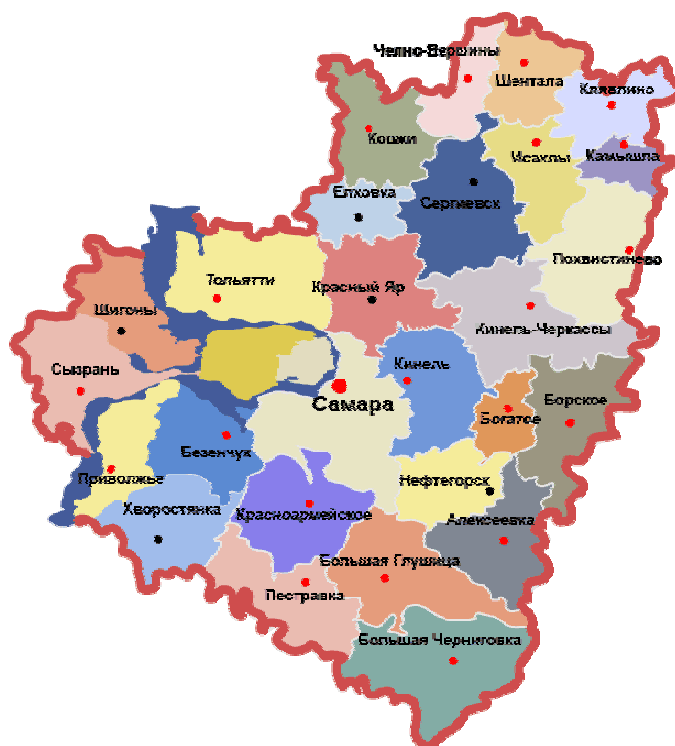 Челно-Вершины
Шентала
Клявлино
Кошки
Исаклы
Камышла
Елховка
Сергиевск
Похвистнево
Тольятти
Красный Яр
Шигоны
Кинель-Черкассы
Сызрань
Кинель
Самара
Богатое
Борское
Безенчук
Приволжье
Нефтегорск
Хворостянка
Красноармейское
Алексеевка
Большая Глушица
Пестравка
Большая Черниговка